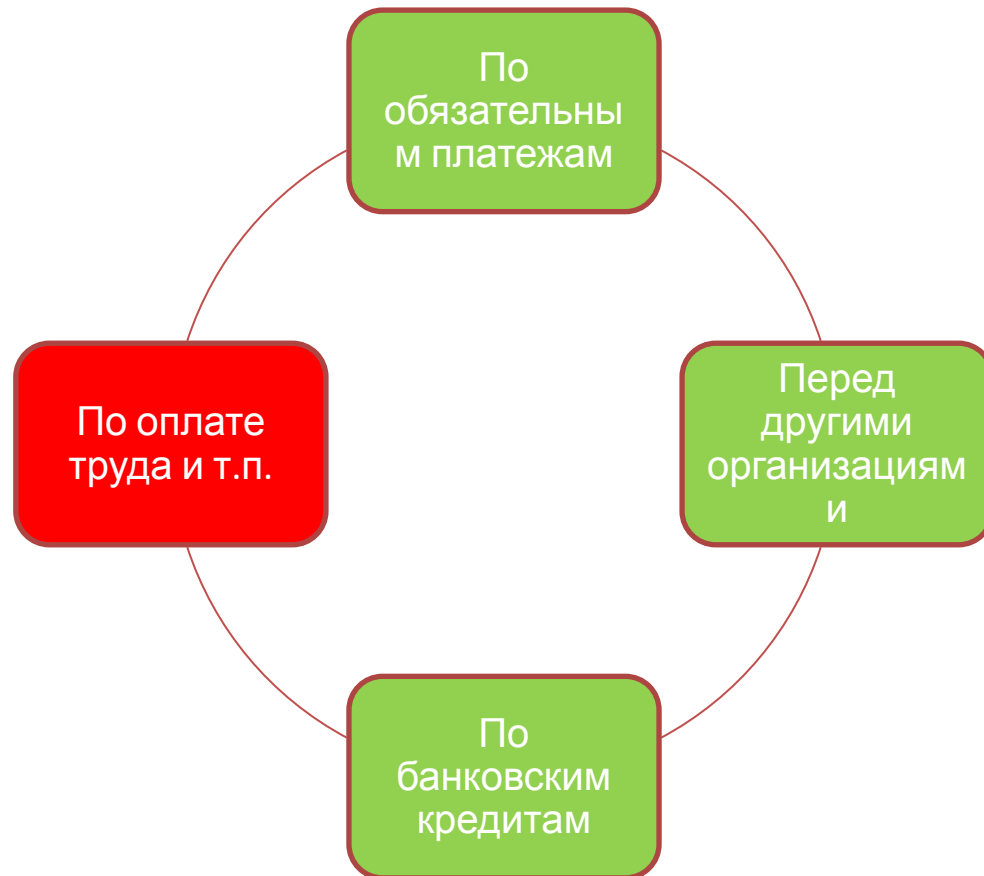 По
обязательны
м платежам
Перед
другими
организациям
и
По
банковским
кредитам
По оплате
труда и т.п.